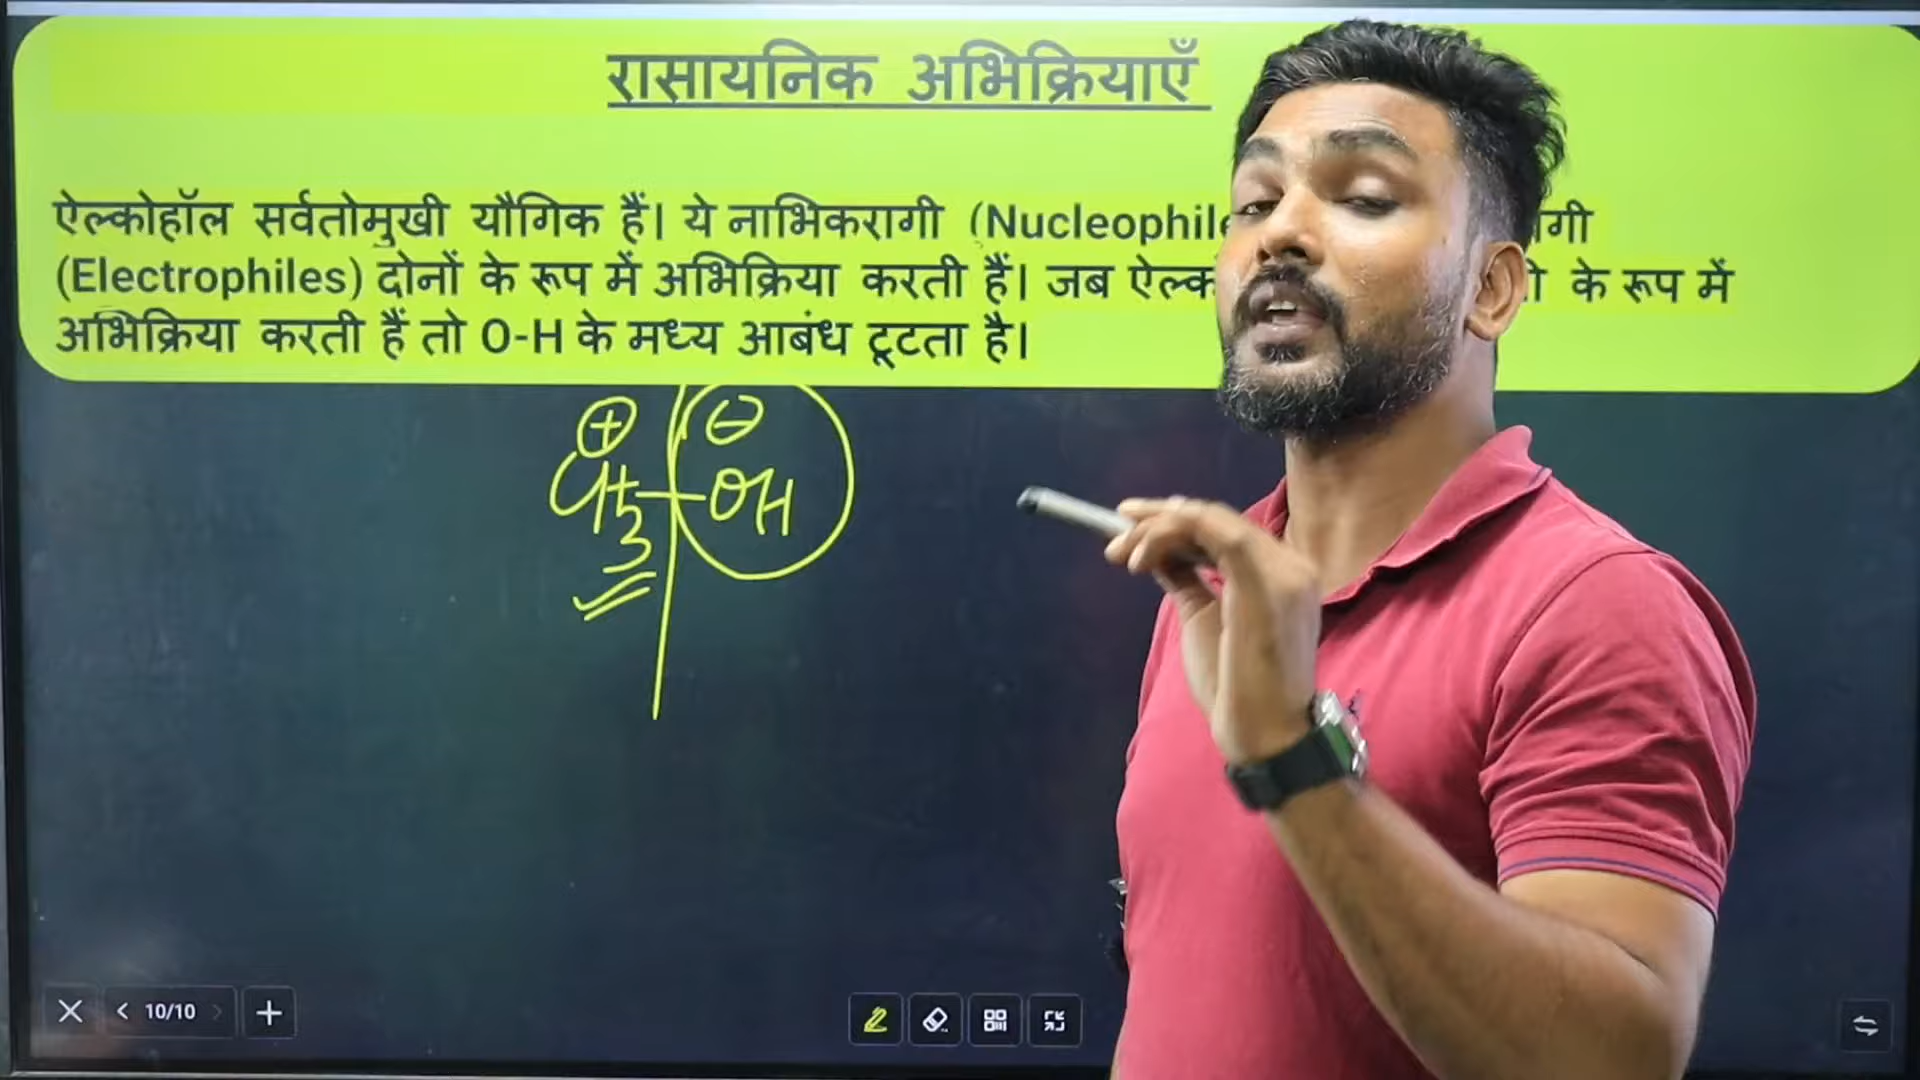 रासायनिक अभिक्रियाएँ
ऐल्कोहॉल सर्वतोमुखी यौगिक हैं। ये नाभिकरागी (Nucleophile
(Electrophiles) दोनों के रूप में अभिक्रिया करती हैं। जब के रूप में
अभिक्रिया करती हैं तो O-H के मध्य आबंध टूटता है।
⊕ ⊖
CH3-OH
10/10